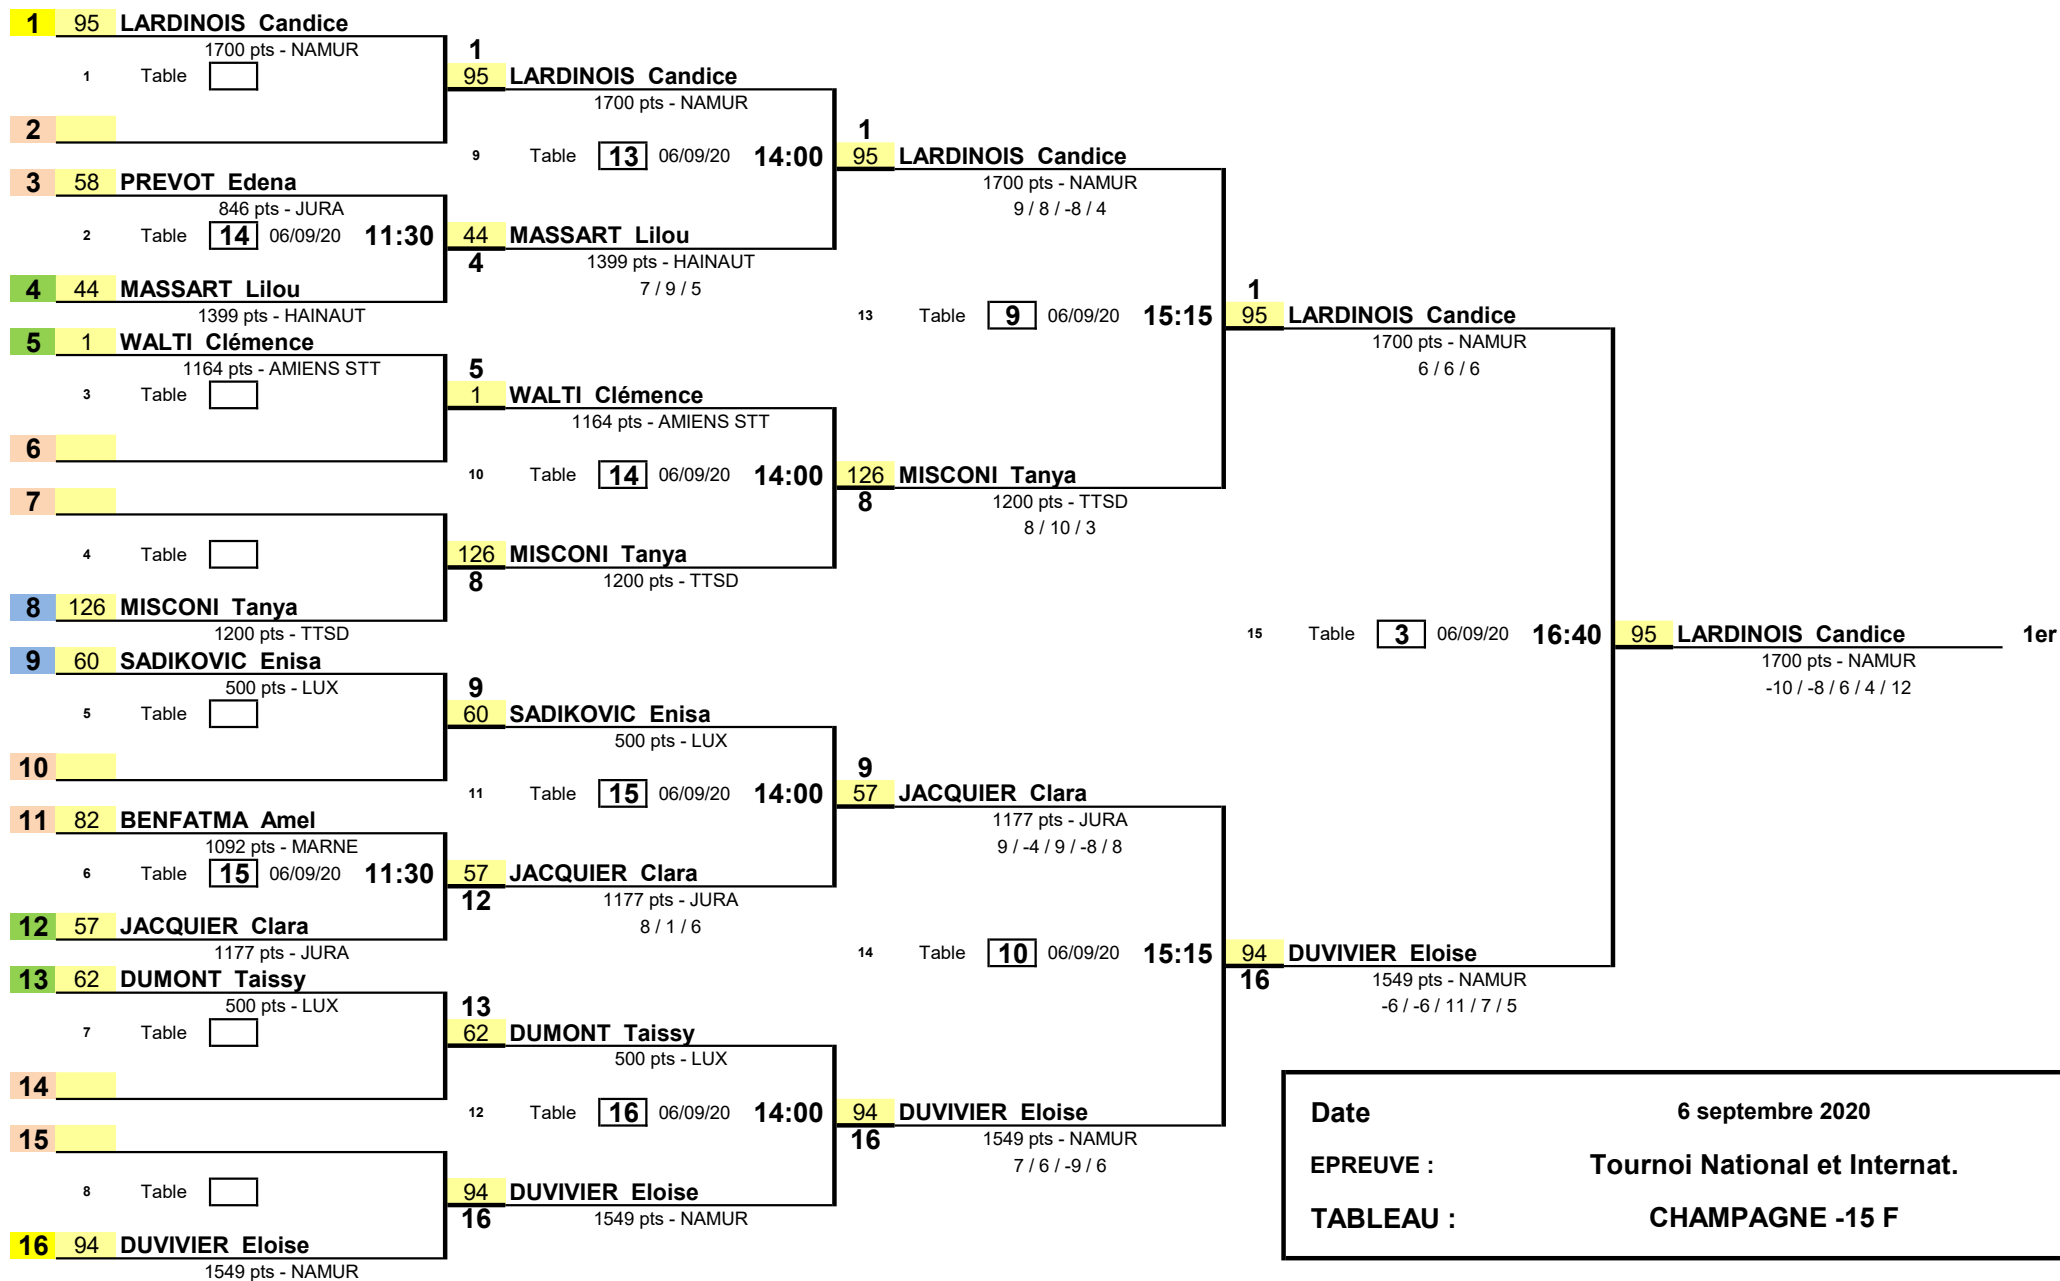 1 95 LARDINOIS Candice
1700 pts - NAMUR
1 Table
2
3 58 PREVOT Edena
846 pts - JURA
2 Table 14 06/09/20 11:30
4 44 MASSART Lilou
1399 pts - HAINAUT
5 1 WALTI Clémence
1164 pts - AMIENS STT
3 Table
6
7
4 Table
8 126 MISCONI Tanya
1200 pts - TTSD
9 60 SADIKOVIC Enisa
500 pts - LUX
5 Table
10
11 82 BENFATMA Amel
1092 pts - MARNE
6 Table 15 06/09/20 11:30
12 57 JACQUIER Clara
1177 pts - JURA
13 62 DUMONT Taissy
500 pts - LUX
7 Table
14
15
8 Table
16 94 DUVIVIER Eloise
1549 pts - NAMUR
1
95 LARDINOIS Candice
1700 pts - NAMUR
9 Table 13 06/09/20 14:00
44 MASSART Lilou
4
1399 pts - HAINAUT
7 / 9 / 5
5
1 WALTI Clémence
1164 pts - AMIENS STT
10 Table 14 06/09/20 14:00
126 MISCONI Tanya
8
1200 pts - TTSD
9
60 SADIKOVIC Enisa
500 pts - LUX
11 Table 15 06/09/20 14:00
57 JACQUIER Clara
12
1177 pts - JURA
8 / 1 / 6
13
62 DUMONT Taissy
500 pts - LUX
12 Table 16 06/09/20 14:00
94 DUVIVIER Eloise
16
1549 pts - NAMUR
1
95 LARDINOIS Candice
1700 pts - NAMUR
9 / 8 / -8 / 4
13 Table 9 06/09/20 15:15
126 MISCONI Tanya
8
1200 pts - TTSD
8 / 10 / 3
9
57 JACQUIER Clara
1177 pts - JURA
9 / -4 / 9 / -8 / 8
14 Table 10 06/09/20 15:15
94 DUVIVIER Eloise
16
1549 pts - NAMUR
7 / 6 / -9 / 6
1
95 LARDINOIS Candice
1700 pts - NAMUR
6 / 6 / 6
15 Table 3 06/09/20 16:40
94 DUVIVIER Eloise
16
1549 pts - NAMUR
-6 / -6 / 11 / 7 / 5
95 LARDINOIS Candice 1er
1700 pts - NAMUR
-10 / -8 / 6 / 4 / 12
Date 6 septembre 2020
EPREUVE : Tournoi National et Internat.
TABLEAU : CHAMPAGNE -15 F